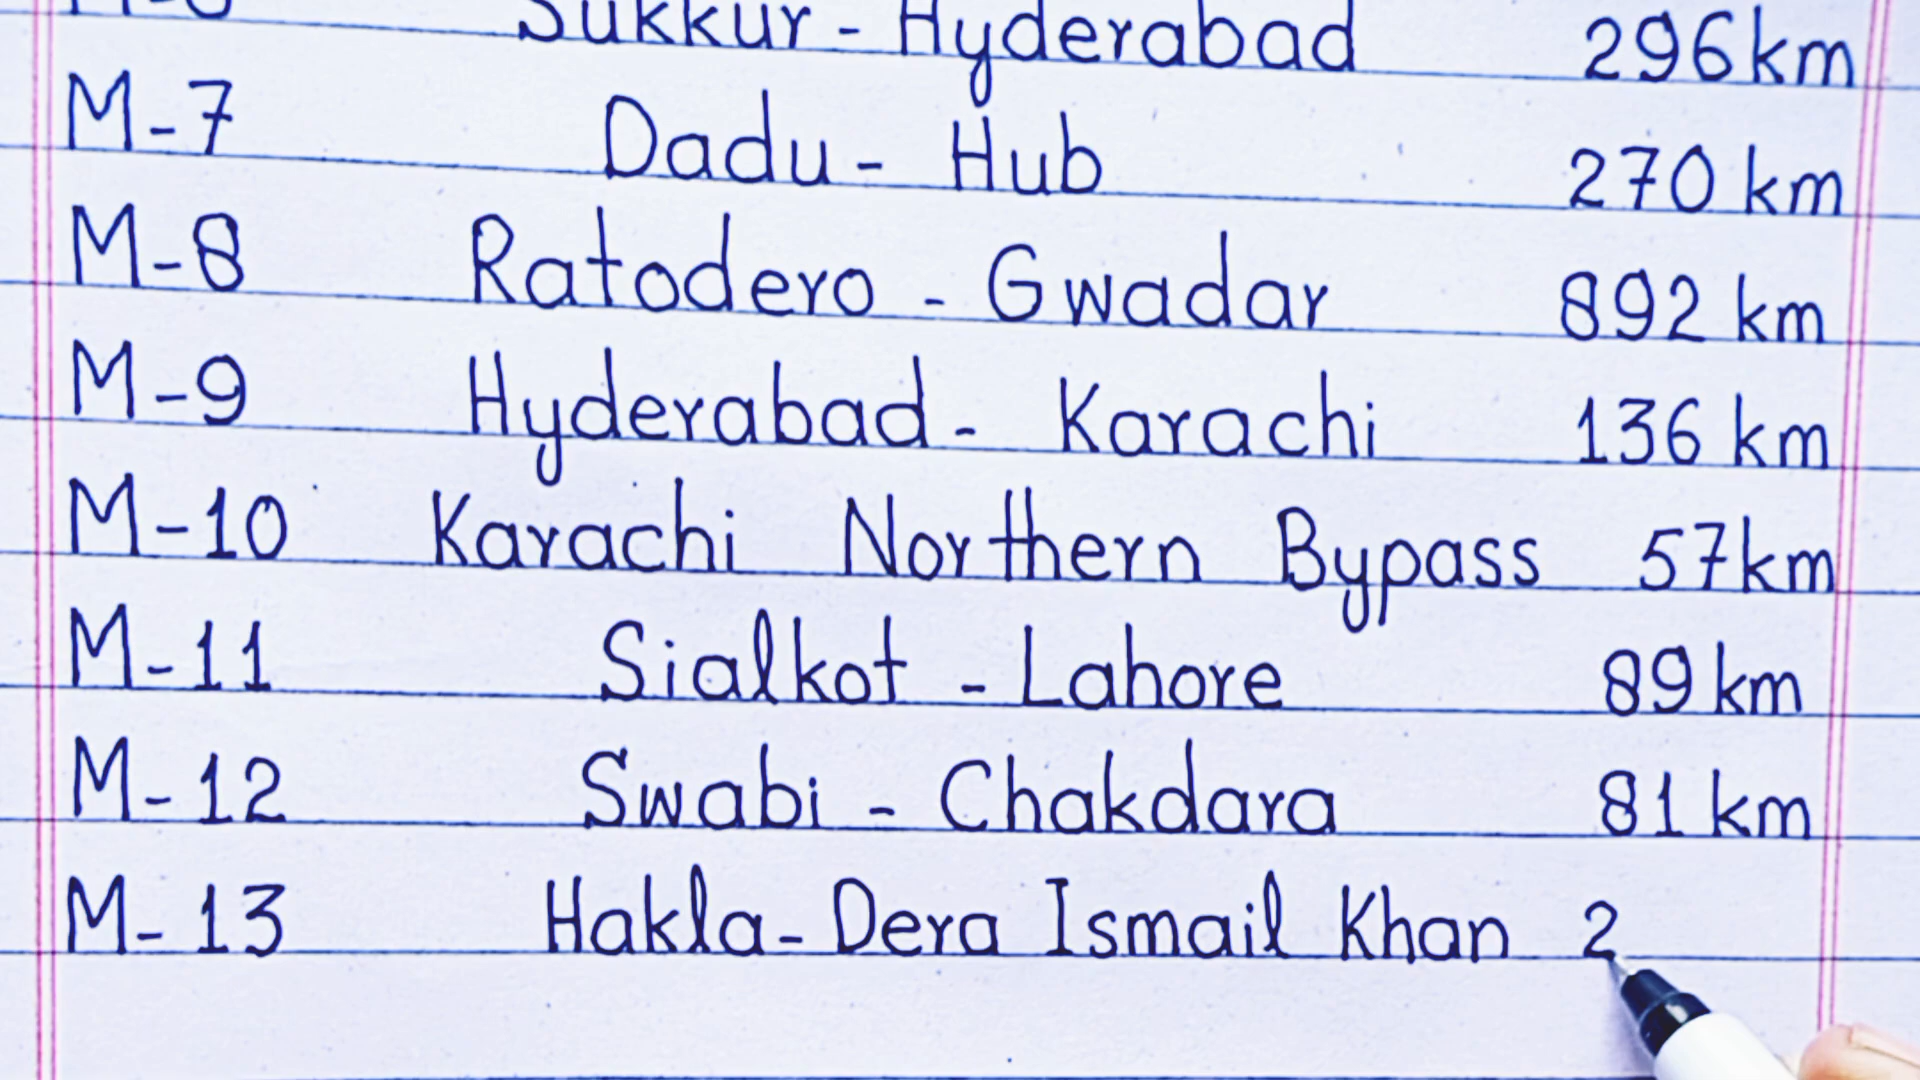 Sukkur - Hyderabad 296 km
M-7 Dadu - Hub 270 km
M-8 Ratodero - Gwadar 892 km
M-9 Hyderabad - Karachi 136 km
M-10 Karachi Northern Bypass 57km
M-11 Sialkot - Lahore 89 km
M-12 Swabi - Chakdara 81 km
M-13 Hakla - Dera Ismail Khan 2